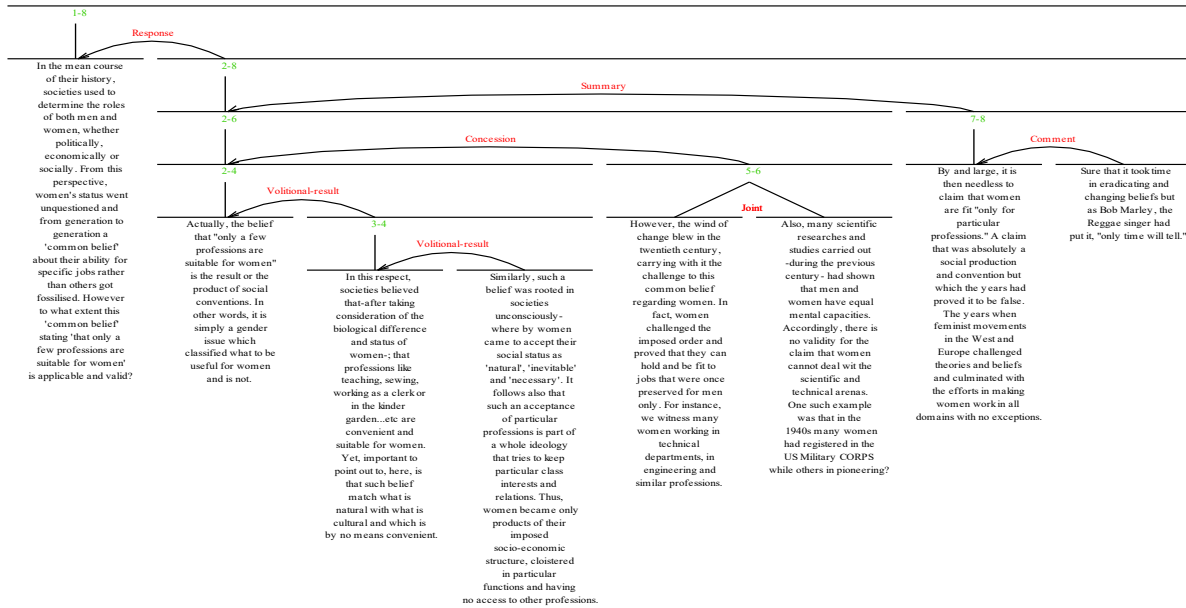 1-8
Response
In the mean course
of their history,
societies used to
determine the roles
of both men and
women, whether
politically,
economically or
socially. From this
perspective,
women's status went
unquestioned and
from generation to
generation a
'common belief'
about their ability for
specific jobs rather
than others got
fossilised. However
to what extent this
'common belief'
stating 'that only a
few professions are
suitable for women'
is applicable and valid?
2-8
Summary
2-6
Concession
2-4
Volitional-result
Actually, the belief
that "only a few
professions are
suitable for women"
is the result or the
product of social
conventions. In
other words, it is
simply a gender
issue which
classified what to be
useful for women
and is not.
3-4
Volitional-result
In this respect,
societies believed
that-after taking
consideration of the
biological difference
and status of
women-; that
professions like
teaching, sewing,
working as a clerk or
in the kinder
garden...etc are
convenient and
suitable for women.
Yet, important to
point out to, here, is
that such belief
match what is
natural with what is
cultural and which is
by no means convenient.
Similarly, such a
belief was rooted in
societies
unconsciously-
where by women
came to accept their
social status as
'natural', 'inevitable'
and 'necessary'. It
follows also that
such an acceptance
of particular
professions is part of
a whole ideology
that tries to keep
particular class
interests and
relations. Thus,
women became only
products of their
imposed
socio-economic
structure, cloistered
in particular
functions and having
no access to other professions.
5-6
Joint
However, the wind of
change blew in the
twentieth century,
carrying with it the
challenge to this
common belief
regarding women. In
fact, women
challenged the
imposed order and
proved that they can
hold and be fit to
jobs that were once
preserved for men
only. For instance,
we witness many
women working in
technical
departments, in
engineering and
similar professions.
Also, many scientific
researches and
studies carried out
-during the previous
century- had shown
that men and
women have equal
mental capacities.
Accordingly, there is
no validity for the
claim that women
cannot deal wit the
scientific and
technical arenas.
One such example
was that in the
1940s many women
had registered in the
US Military CORPS
while others in pioneering?
7-8
Comment
By and large, it is
then needless to
claim that women
are fit "only for
particular
professions." A claim
that was absolutely a
social production
and convention but
which the years had
proved it to be false.
The years when
feminist movements
in the West and
Europe challenged
theories and beliefs
and culminated with
the efforts in making
women work in all
domains with no exceptions.
Sure that it took time
in eradicating and
changing beliefs but
as Bob Marley, the
Reggae singer had
put it, "only time will tell."